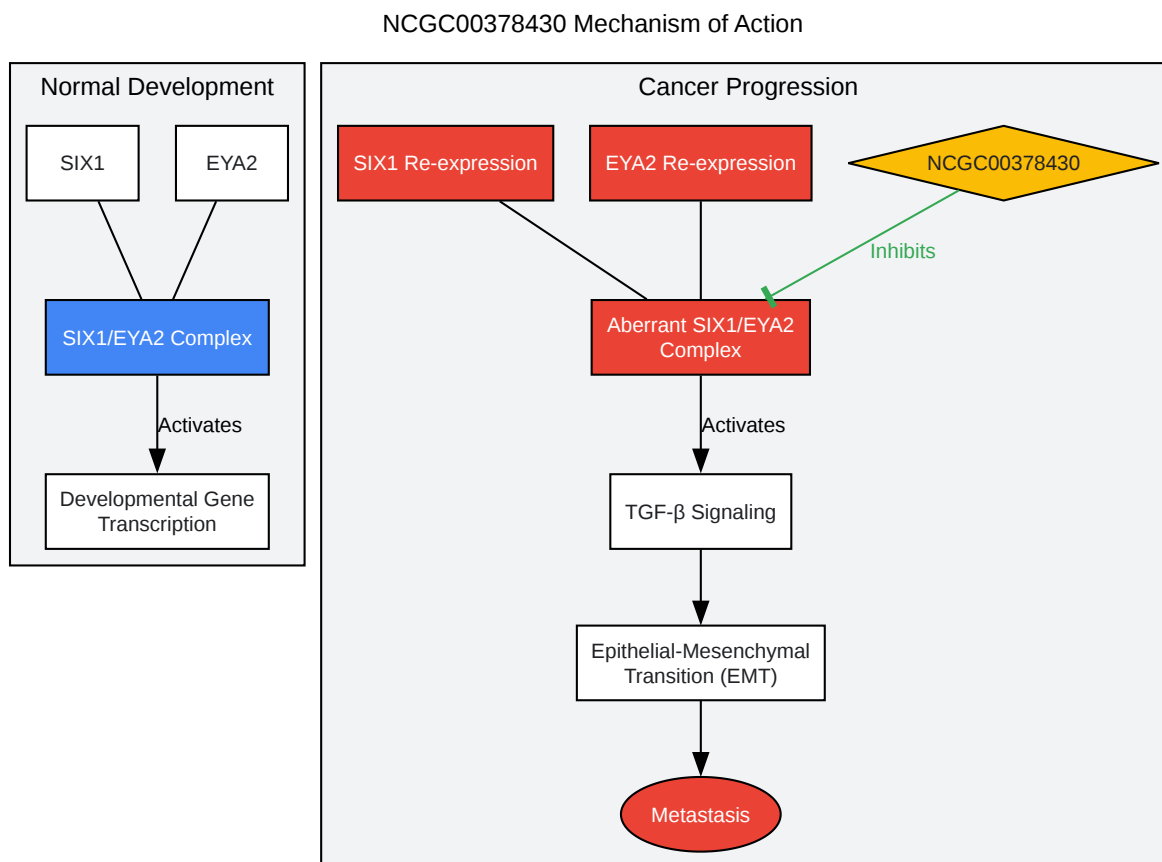 NCGC00378430 Mechanism of Action
Normal Development
SIX1
EYA2
SIX1/EYA2 Complex
Activates
Developmental Gene
Transcription
Cancer Progression
SIX1 Re-expression
EYA2 Re-expression
NCGC00378430
Inhibits
Aberrant SIX1/EYA2
Complex
Activates
TGF-β Signaling
Epithelial-Mesenchymal
Transition (EMT)
Metastasis